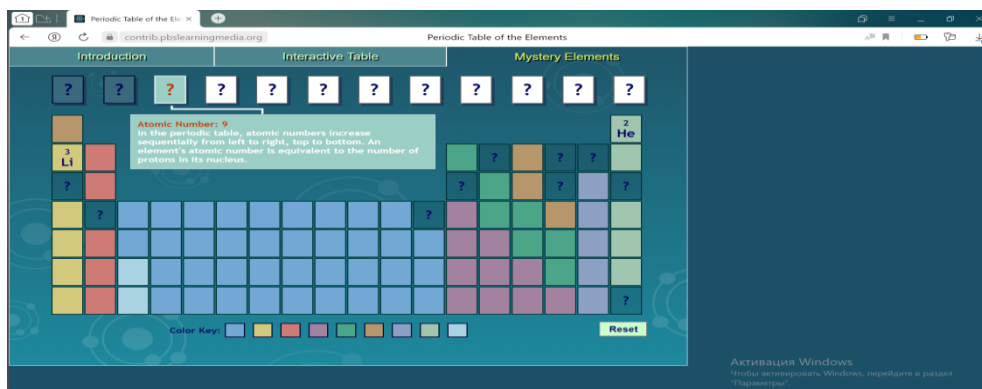 Periodic Table of the Ele
contrib.pbslearningmedia.org Periodic Table of the Elements
Introduction Interactive Table Mystery Elements
? ? ? ? ? ? ? ? ? ? ? ?
Atomic Number: 9
In the periodic table, atomic numbers increase
sequentially from left to right, top to bottom. An
element's atomic number is equivalent to the number of
protons in its nucleus.
2
He
3
Li
? ? ?
? ? ? ?
? ?
?
Color Key:
Reset
Активация Windows
Чтобы активировать Windows, перейдите в раздел
"Параметры".